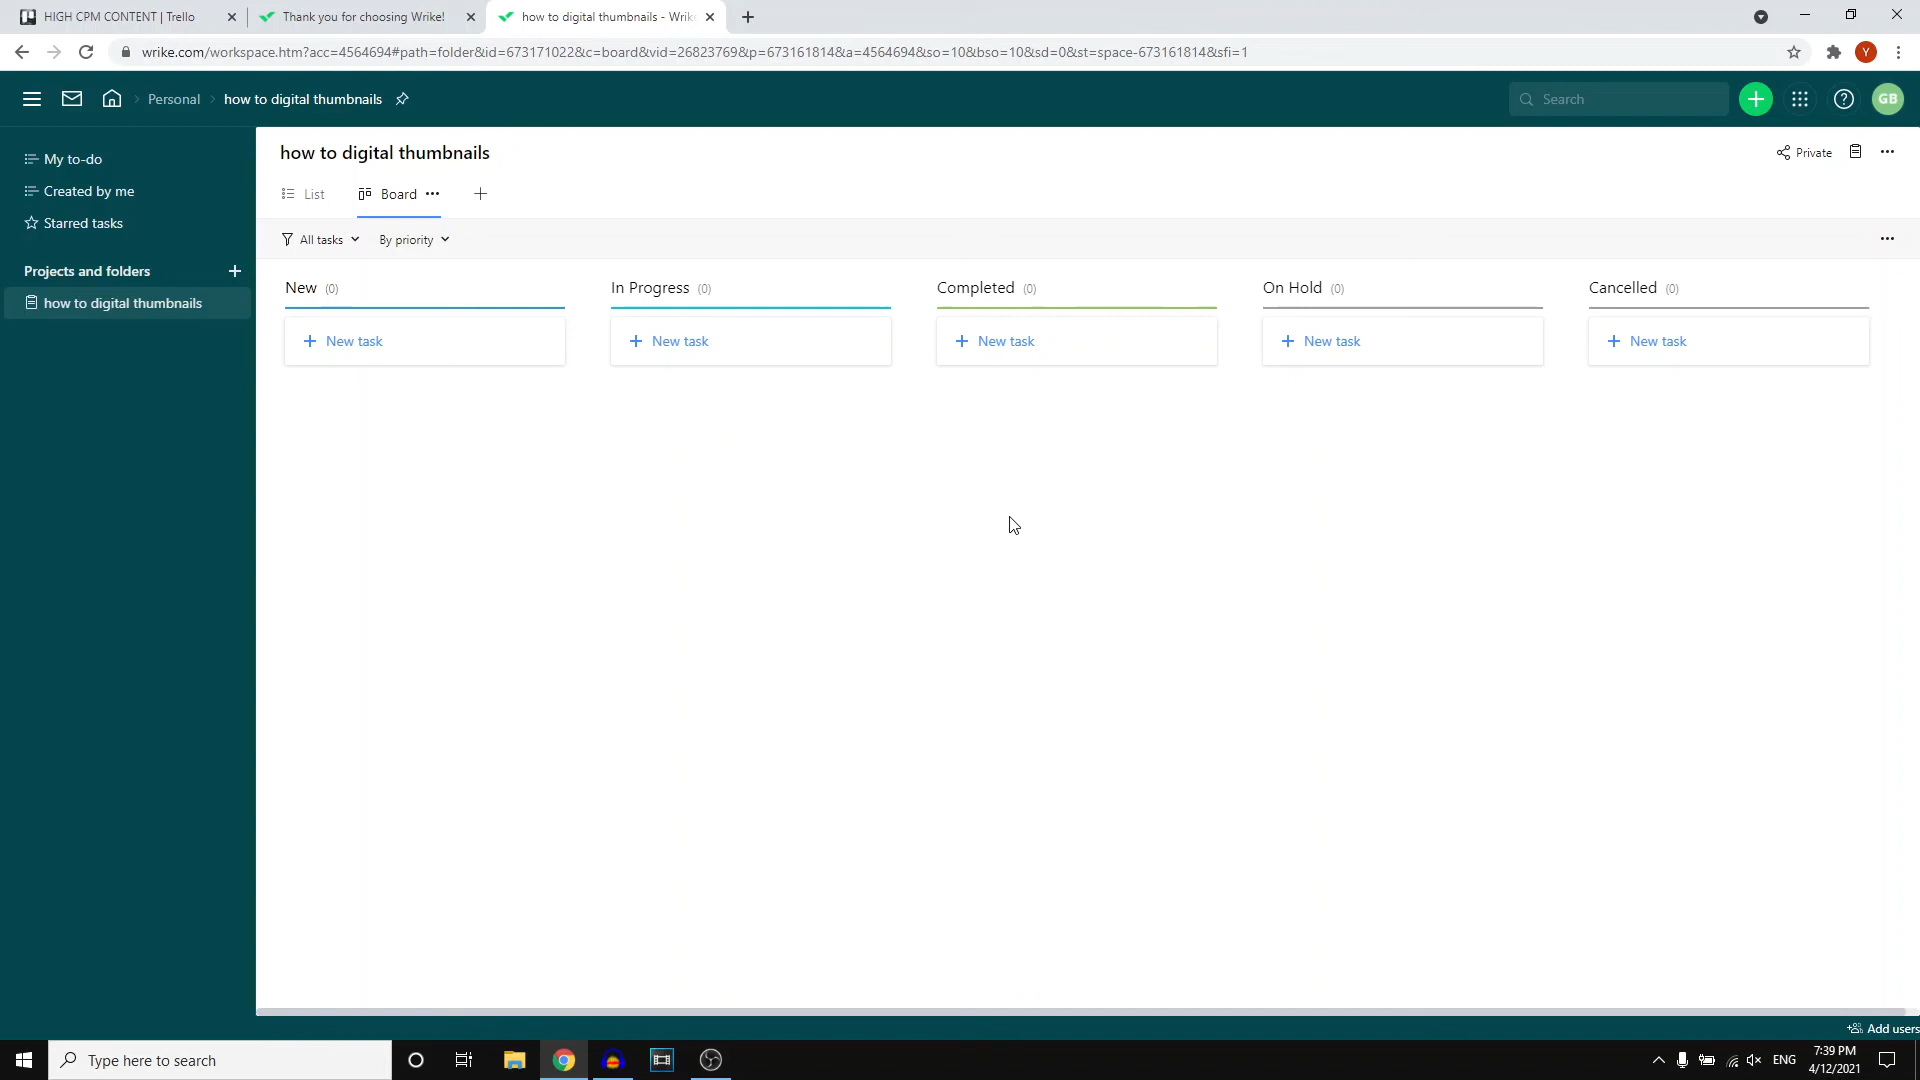 HIGH CPM CONTENT | Trello
Thank you for choosing Wrike!
how to digital thumbnails - Wrik
wrike.com/workspace.htm?acc=4564694#path=folder&id=673171022&c=board&vid=26823769&p=673161814&a=4564694&so=10&bso=10&sd=0&st=space-673161814&sfi=1
Y
Personal
how to digital thumbnails
Search
GB
My to-do
Created by me
Starred tasks
Projects and folders
how to digital thumbnails
how to digital thumbnails
Private
List
Board
All tasks
By priority
New (0)
In Progress (0)
Completed (0)
On Hold (0)
Cancelled (0)
New task
New task
New task
New task
New task
Add users
Type here to search
ENG
7:39 PM
4/12/2021